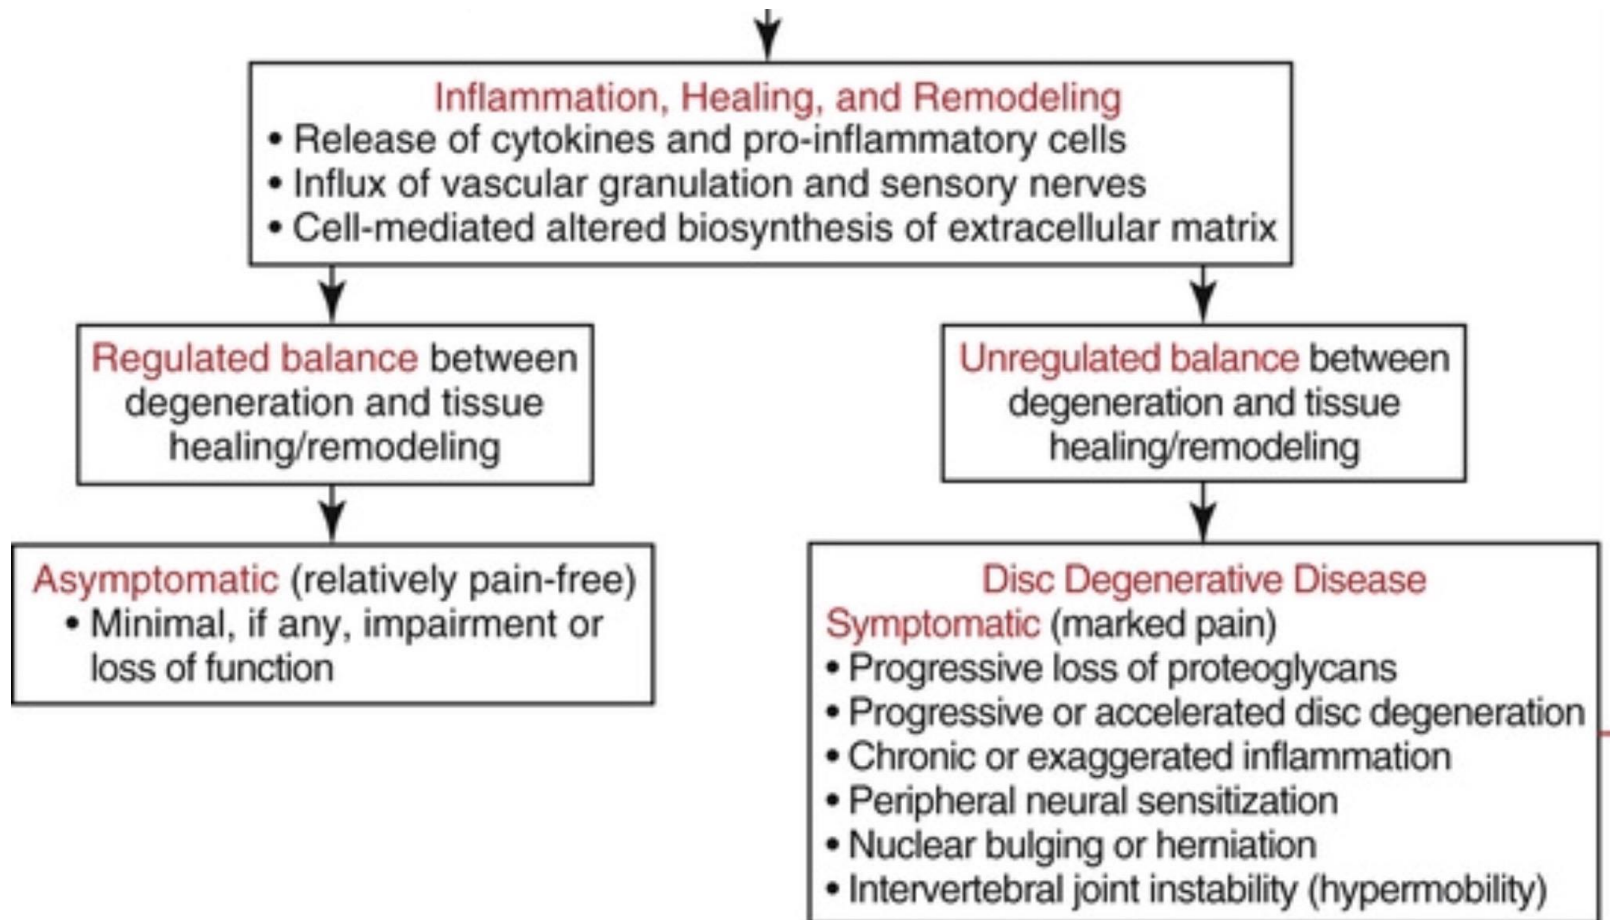 Inflammation, Healing, and Remodeling
• Release of cytokines and pro-inflammatory cells
• Influx of vascular granulation and sensory nerves
• Cell-mediated altered biosynthesis of extracellular matrix
Regulated balance between
degeneration and tissue
healing/remodeling
Unregulated balance between
degeneration and tissue
healing/remodeling
Asymptomatic (relatively pain-free)
• Minimal, if any, impairment or
loss of function
Disc Degenerative Disease
Symptomatic (marked pain)
• Progressive loss of proteoglycans
• Progressive or accelerated disc degeneration
• Chronic or exaggerated inflammation
• Peripheral neural sensitization
• Nuclear bulging or herniation
• Intervertebral joint instability (hypermobility)